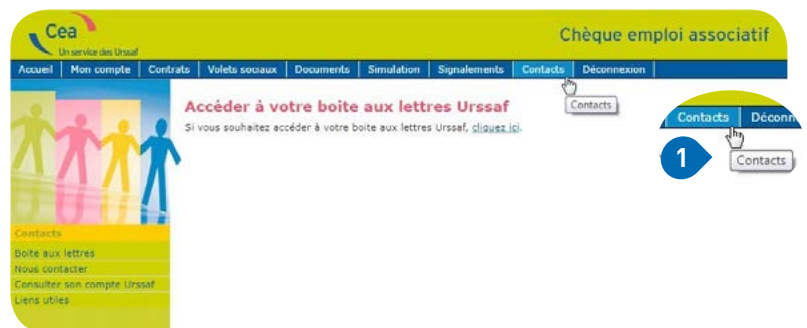 Cea
Un service des Urssaf
Chèque emploi associatif
Accueil Mon compte Contrats Volets sociaux Documents Simulation Signalements Contacts Déconnexion
Contacts
Accéder à votre boite aux lettres Urssaf
Si vous souhaitez accéder à votre boite aux lettres Urssaf, cliquez ici.
Contacts Déconn
1
Contacts
Contacts
Boite aux lettres
Nous contacter
Consulter son compte Urssaf
Liens utiles